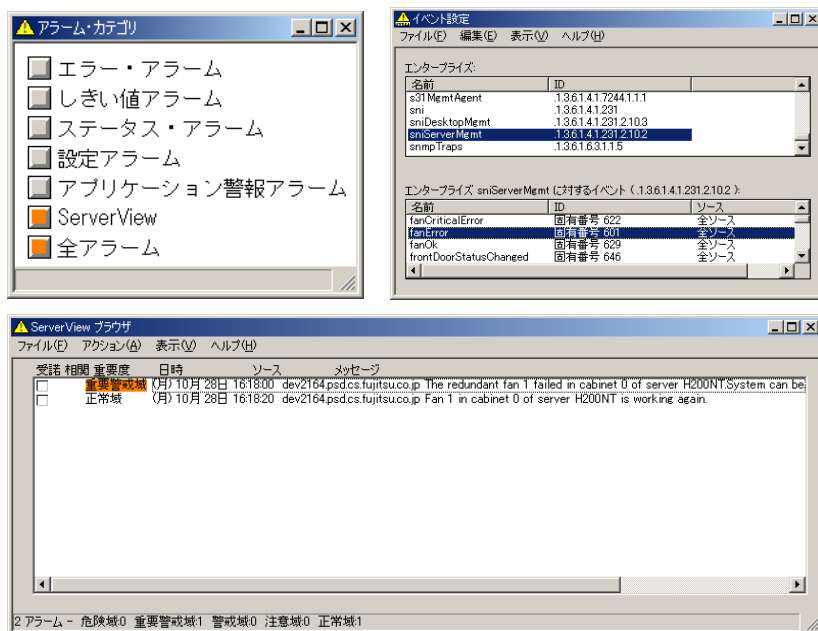 アラーム・カテゴリ
エラー・アラーム
しきい値アラーム
ステータス・アラーム
設定アラーム
アプリケーション警報アラーム
ServerView
全アラーム
イベント設定
ファイル(F) 編集(E) 表示(V) ヘルプ(H)
エンタープライズ:
名前 ID
s31MgmtAgent .1.3.6.1.4.1.7244.1.1.1
sni .1.3.6.1.4.1.231
sniDesktopMgmt .1.3.6.1.4.1.231.2.10.3
sniServerMgmt .1.3.6.1.4.1.231.2.10.2
snmpTraps .1.3.6.1.6.3.1.1.5
エンタープライズ sniServerMgmt に対するイベント ( .1.3.6.1.4.1.231.2.10.2 ):
名前 ID ソース
fanCriticalError 固有番号 622 全ソース
fanError 固有番号 601 全ソース
fanOk 固有番号 629 全ソース
frontDoorStatusChanged 固有番号 646 全ソース
ServerView ブラウザ
ファイル(F) アクション(A) 表示(V) ヘルプ(H)
受諾 相関 重要度 日時 ソース メッセージ
重要警戒域 (月) 10月 28日 16:18:00 dev2164.psd.cs.fujitsu.co.jp The redundant fan 1 failed in cabinet 0 of server H200NT.System can be
正常域 (月) 10月 28日 16:18:20 dev2164.psd.cs.fujitsu.co.jp Fan 1 in cabinet 0 of server H200NT is working again.
2 アラーム - 危険域:0 重要警戒域:1 警戒域:0 注意域:0 正常域:1